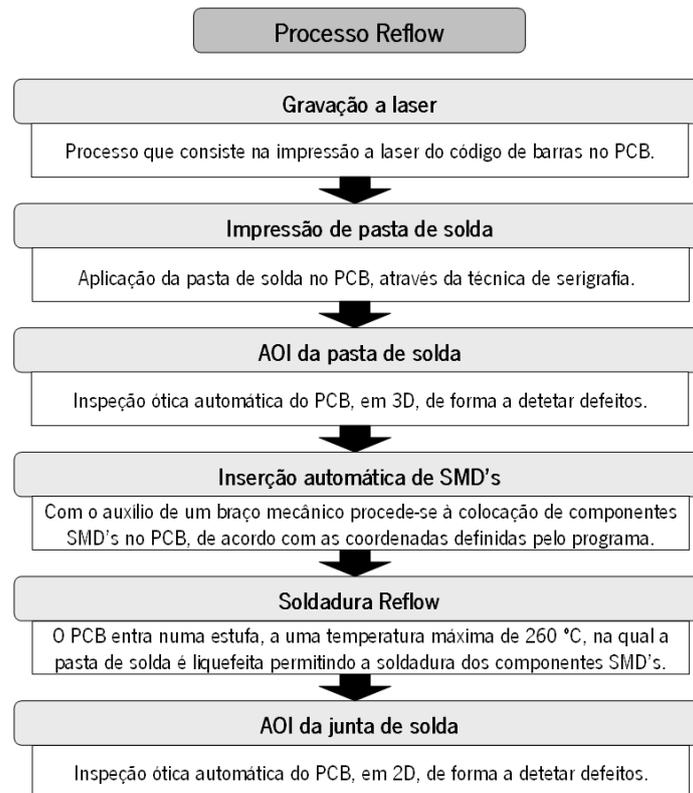 Processo Reflow
Gravação a laser
Processo que consiste na impressão a laser do código de barras no PCB.
Impressão de pasta de solda
Aplicação da pasta de solda no PCB, através da técnica de serigrafia.
AOI da pasta de solda
Inspeção ótica automática do PCB, em 3D, de forma a detetar defeitos.
Inserção automática de SMD's
Com o auxílio de um braço mecânico procede-se à colocação de componentes
SMD's no PCB, de acordo com as coordenadas definidas pelo programa.
Soldadura Reflow
O PCB entra numa estufa, a uma temperatura máxima de 260 °C, na qual a
pasta de solda é liquefeita permitindo a soldadura dos componentes SMD's.
AOI da junta de solda
Inspeção ótica automática do PCB, em 2D, de forma a detetar defeitos.